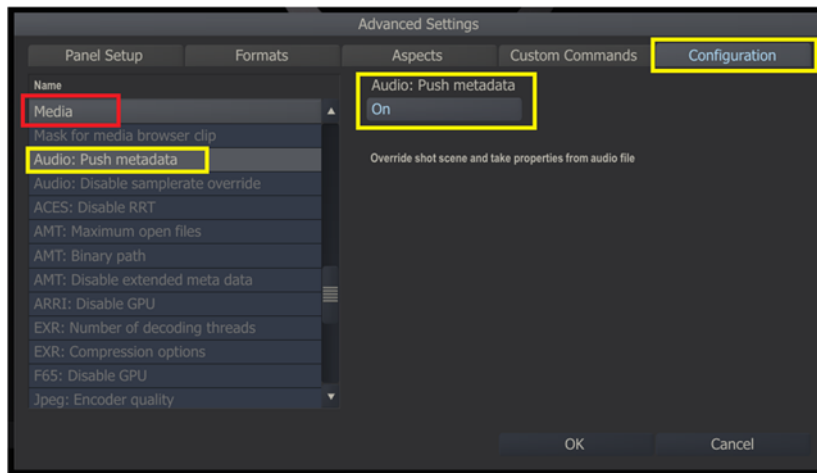 Advanced Settings
Panel Setup Formats Aspects Custom Commands Configuration
Name
Media
Mask for media browser clip
Audio: Push metadata
Audio: Disable samplerate override
ACES: Disable RRT
AMT: Maximum open files
AMT: Binary path
AMT: Disable extended meta data
ARRI: Disable GPU
EXR: Number of decoding threads
EXR: Compression options
F65: Disable GPU
Jpeg: Encoder quality
Audio: Push metadata
On
Override shot scene and take properties from audio file
OK Cancel